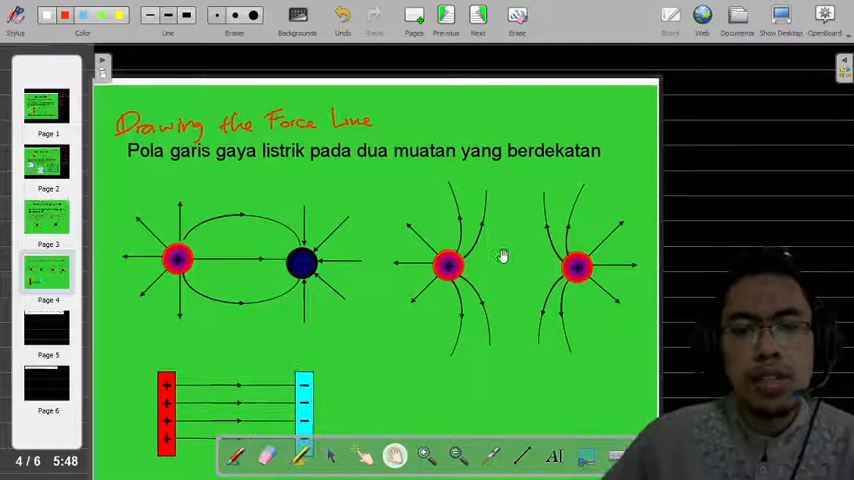 Stylus
Color
Line
Eraser
Backgrounds
Undo
Redo
Pages
Previous
Next
Erase
Board
Web
Documents
Show Desktop
OpenBoard
Page 1
Page 2
Page 3
Page 4
Page 5
Page 6
4 / 6 5:48
Drawing the Force Line
Pola garis gaya listrik pada dua muatan yang berdekatan
+
+
+
+ −
+ −
+ −
+
AI